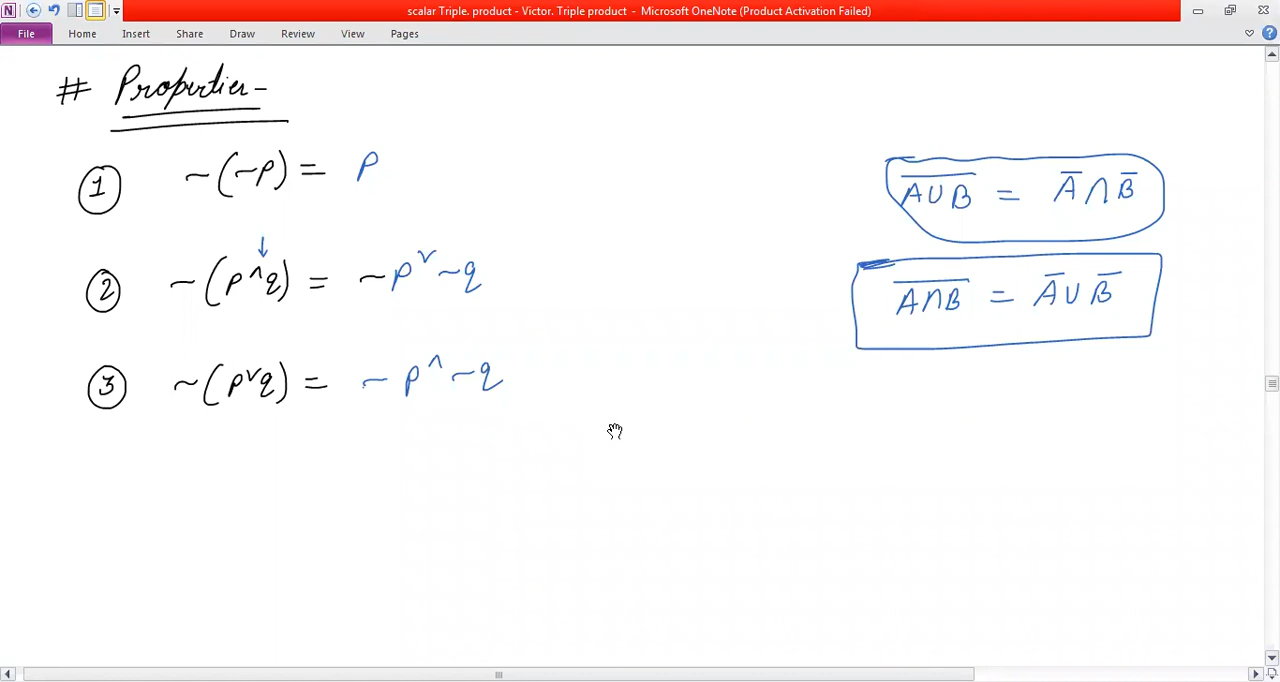 scalar Triple. product - Victor. Triple product - Microsoft OneNote (Product Activation Failed)
File Home Insert Share Draw Review View Pages
# Properties-
① ~(~p) = p
② ~(p^q) = ~p ∨ ~q
③ ~(p∨q) = ~p ^ ~q
A̅∪̅B̅ = A̅ ∩ B̅
A̅∩̅B̅ = A̅ ∪ B̅